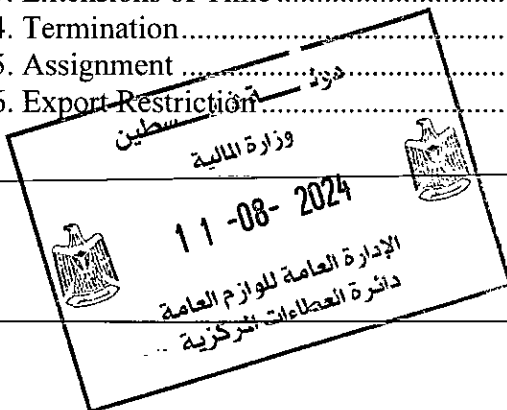 4. Termination
5. Assignment
6. Export Restriction
دولة فلسطين
وزارة المالية
11 -08- 2024
الإدارة العامة للوازم العامة
دائرة العطاءات المركزية